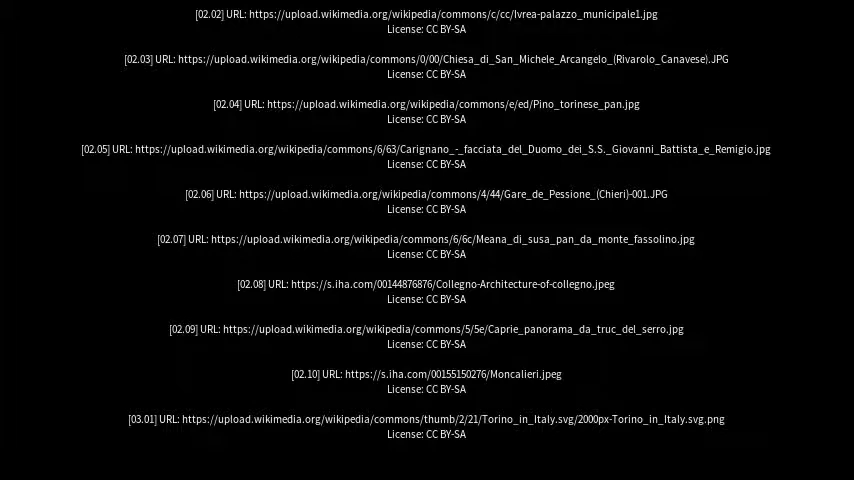 [02.02] URL: https://upload.wikimedia.org/wikipedia/commons/c/cc/Ivrea-palazzo_municipale1.jpg
License: CC BY-SA
[02.03] URL: https://upload.wikimedia.org/wikipedia/commons/0/00/Chiesa_di_San_Michele_Arcangelo_(Rivarolo_Canavese).JPG
License: CC BY-SA
[02.04] URL: https://upload.wikimedia.org/wikipedia/commons/e/ed/Pino_torinese_pan.jpg
License: CC BY-SA
[02.05] URL: https://upload.wikimedia.org/wikipedia/commons/6/63/Carignano_-_facciata_del_Duomo_dei_S.S._Giovanni_Battista_e_Remigio.jpg
License: CC BY-SA
[02.06] URL: https://upload.wikimedia.org/wikipedia/commons/4/44/Gare_de_Pessione_(Chieri)-001.JPG
License: CC BY-SA
[02.07] URL: https://upload.wikimedia.org/wikipedia/commons/6/6c/Meana_di_susa_pan_da_monte_fassolino.jpg
License: CC BY-SA
[02.08] URL: https://s.iha.com/00144876876/Collegno-Architecture-of-collegno.jpeg
License: CC BY-SA
[02.09] URL: https://upload.wikimedia.org/wikipedia/commons/5/5e/Caprie_panorama_da_truc_del_serro.jpg
License: CC BY-SA
[02.10] URL: https://s.iha.com/00155150276/Moncalieri.jpeg
License: CC BY-SA
[03.01] URL: https://upload.wikimedia.org/wikipedia/commons/thumb/2/21/Torino_in_Italy.svg/2000px-Torino_in_Italy.svg.png
License: CC BY-SA